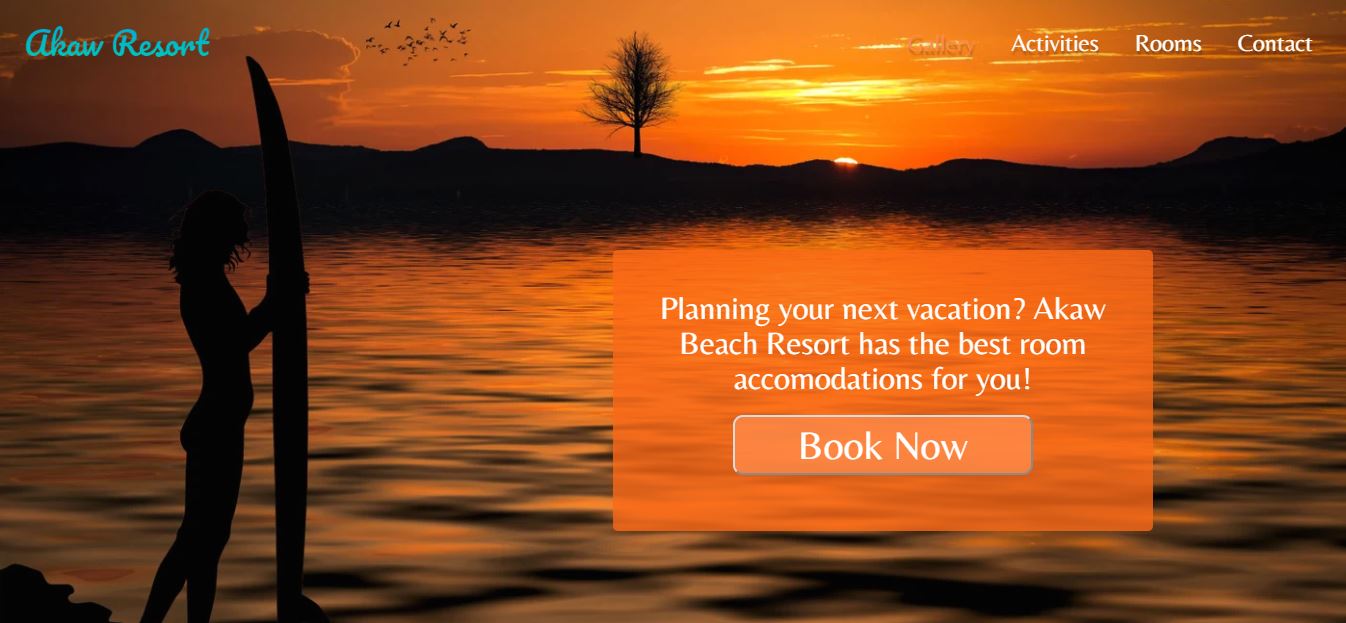 Akaw Resort
Gallery Activities Rooms Contact
Planning your next vacation? Akaw
Beach Resort has the best room
accomodations for you!
Book Now